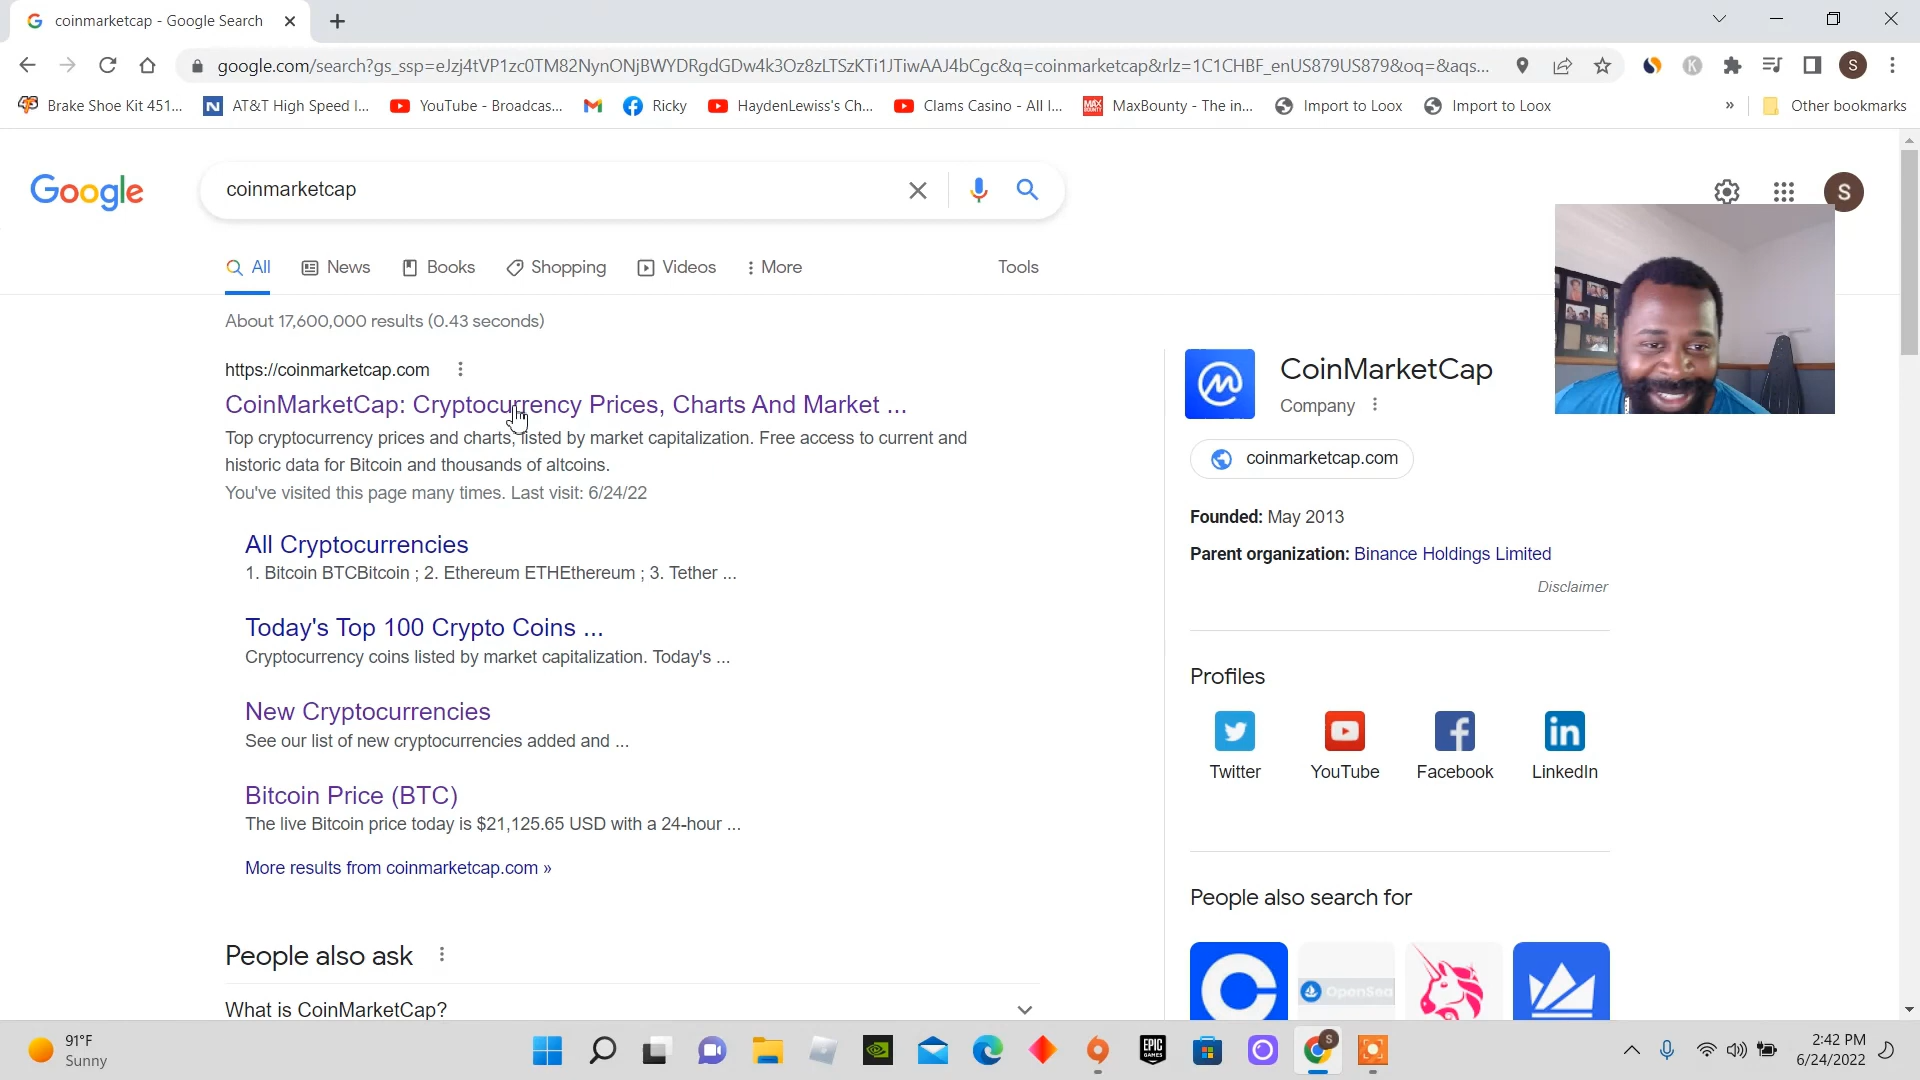 coinmarketcap - Google Search
google.com/search?gs_ssp=eJzj4tVP1zc0TM82NynONjBWYDRgdGDw4k3Oz8zLTSzKTi1JTiwAAJ4bCgc&q=coinmarketcap&rlz=1C1CHBF_enUS879US879&oq=&aqs...
S
Brake Shoe Kit 451... AT&T High Speed I... YouTube - Broadcas... Ricky HaydenLewiss's Ch... Clams Casino - All I... MaxBounty - The in... Import to Loox Import to Loox » Other bookmarks
Google
coinmarketcap
S
All News Books Shopping Videos More Tools
About 17,600,000 results (0.43 seconds)
https://coinmarketcap.com
CoinMarketCap: Cryptocurrency Prices, Charts And Market ...
Top cryptocurrency prices and charts, listed by market capitalization. Free access to current and
historic data for Bitcoin and thousands of altcoins.
You've visited this page many times. Last visit: 6/24/22
All Cryptocurrencies
1. Bitcoin BTCBitcoin ; 2. Ethereum ETHEthereum ; 3. Tether ...
Today's Top 100 Crypto Coins ...
Cryptocurrency coins listed by market capitalization. Today's ...
New Cryptocurrencies
See our list of new cryptocurrencies added and ...
Bitcoin Price (BTC)
The live Bitcoin price today is $21,125.65 USD with a 24-hour ...
More results from coinmarketcap.com »
People also ask
What is CoinMarketCap?
CoinMarketCap
Company
coinmarketcap.com
Founded: May 2013
Parent organization: Binance Holdings Limited
Disclaimer
Profiles
Twitter YouTube Facebook LinkedIn
People also search for
OpenSea
91°F
Sunny
EPIC
GAMES
S
2:42 PM
6/24/2022